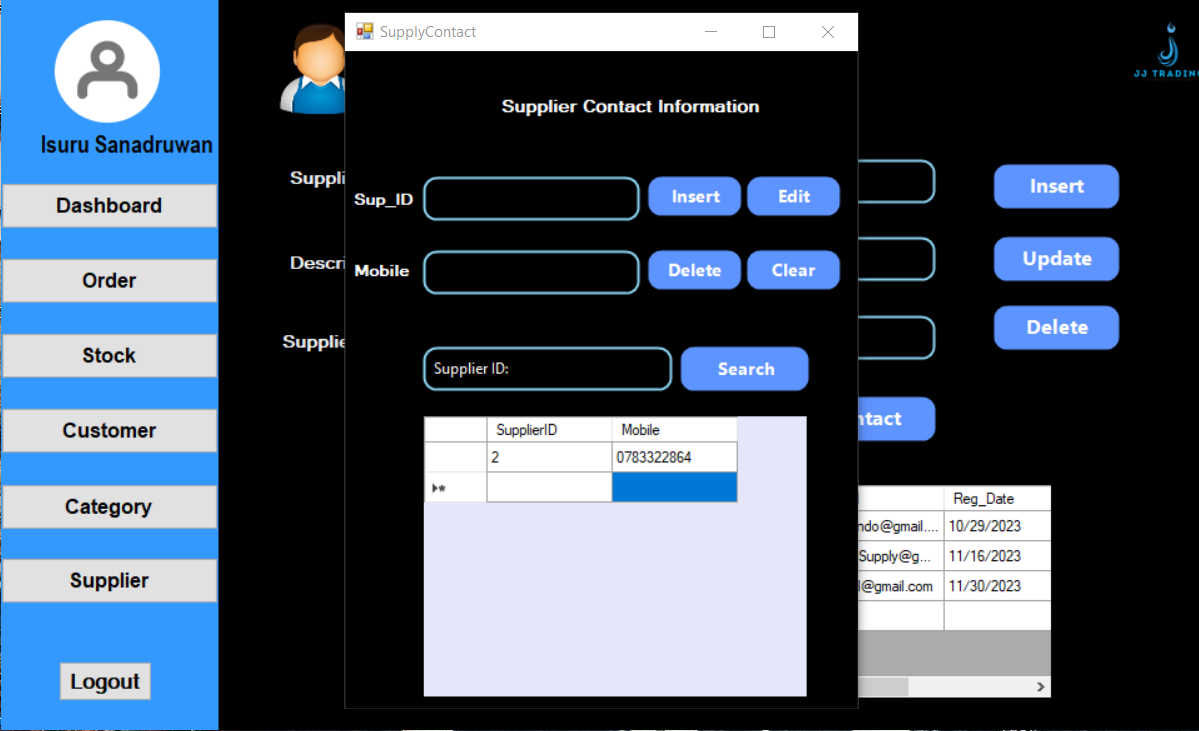 SupplyContact
JJ TRADING
Isuru Sanadruwan
Dashboard
Order
Stock
Customer
Category
Supplier
Logout
Supplier Contact Information
Suppli
Sup_ID
Insert
Edit
Insert
Descri
Mobile
Delete
Clear
Update
Supplie
Delete
Supplier ID:
Search
ntact
SupplierID Mobile
2 0783322864
Reg_Date
ndo@gmail.... 10/29/2023
Supply@g... 11/16/2023
l@gmail.com 11/30/2023